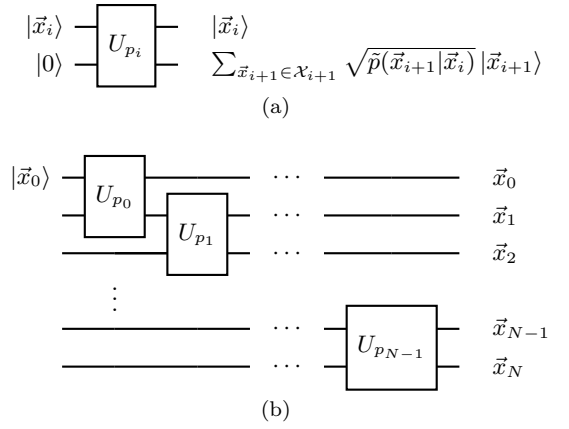 |x⃗_i⟩ U_{p_i} |x⃗_i⟩
|0⟩ ∑_{x⃗_{i+1}∈𝒳_{i+1}} √p̃(x⃗_{i+1}|x⃗_i) |x⃗_{i+1}⟩
(a)
|x⃗_0⟩ U_{p_0} ··· x⃗_0
U_{p_1} ··· x⃗_1
··· x⃗_2
⋮
··· U_{p_{N−1}} x⃗_{N−1}
··· x⃗_N
(b)